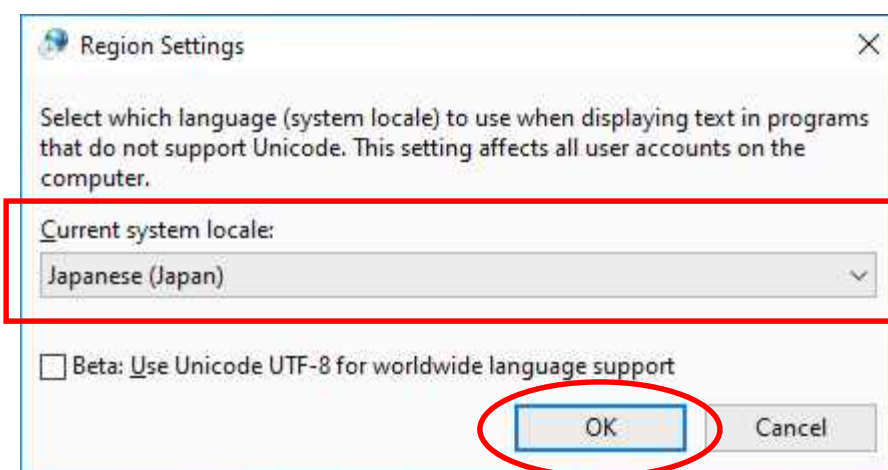 Region Settings
Select which language (system locale) to use when displaying text in programs
that do not support Unicode. This setting affects all user accounts on the
computer.
Current system locale:
Japanese (Japan)
Beta: Use Unicode UTF-8 for worldwide language support
OK
Cancel